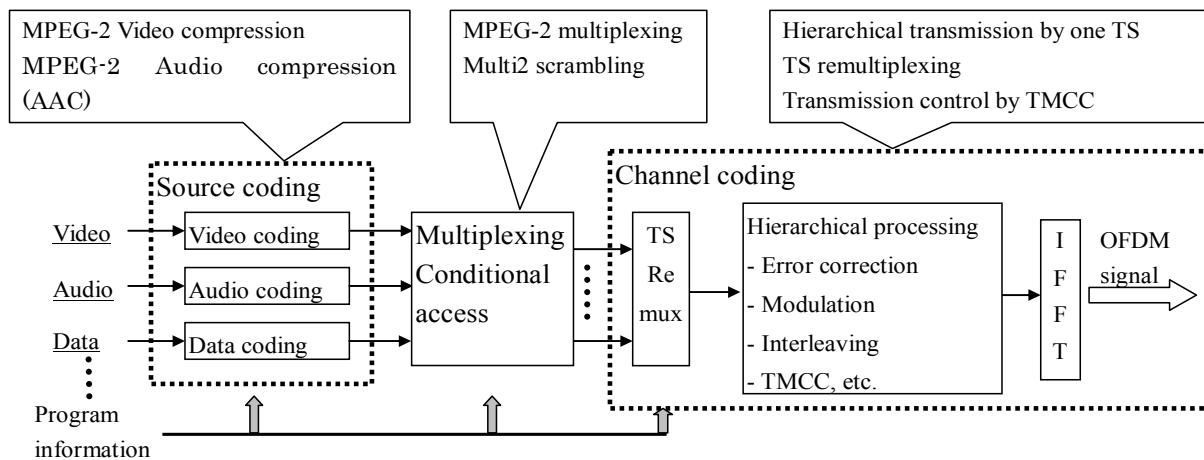 MPEG-2 Video compression
MPEG-2 Audio compression
(AAC)
MPEG-2 multiplexing
Multi2 scrambling
Hierarchical transmission by one TS
TS remultiplexing
Transmission control by TMCC
Source coding
Channel coding
Video
Video coding
Audio
Audio coding
Data
Data coding
Program
information
Multiplexing
Conditional
access
TS
Re
mux
Hierarchical processing
- Error correction
- Modulation
- Interleaving
- TMCC, etc.
I
F
F
T
OFDM
signal